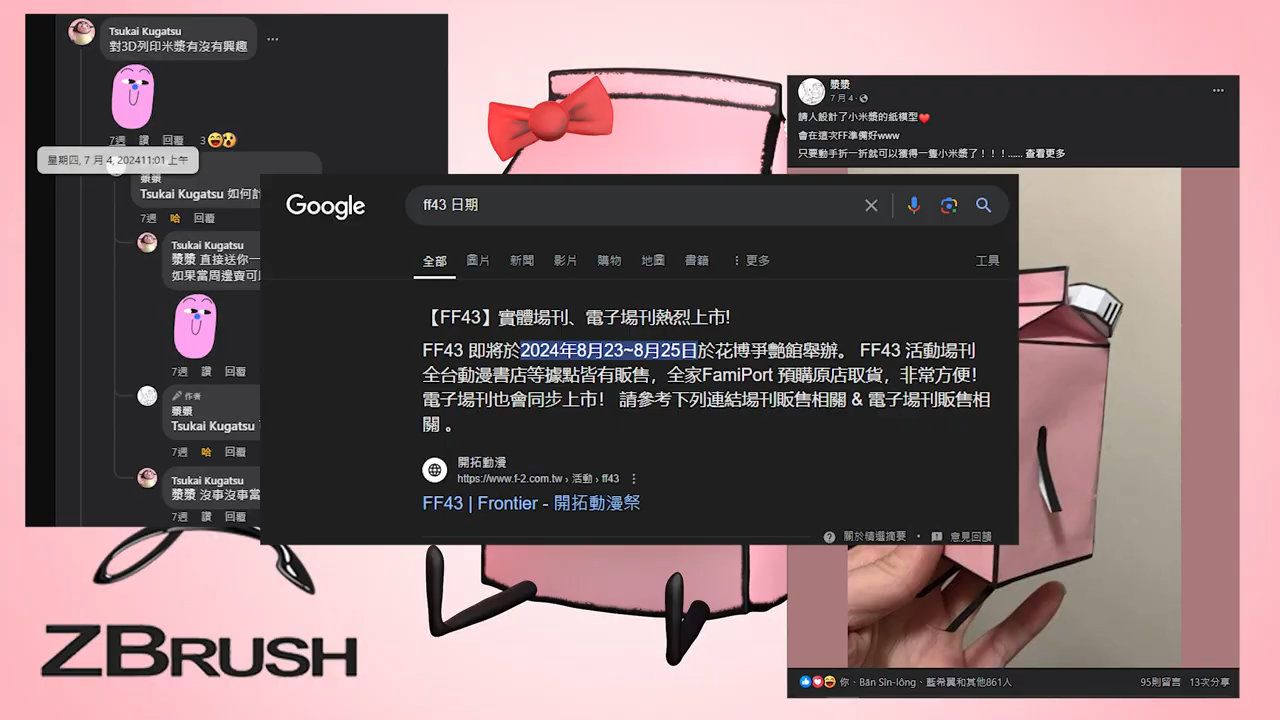 Tsukai Kugatsu
對3D列印米漿有沒有興趣
7週 讚 回覆 3
星期四, 7 月 4, 202411:01 上午
漿漿
Tsukai Kugatsu 如何計
7週 哈 回覆
Tsukai Kugatsu
漿漿 直接送你一
如果當周邊賣可以
7週 讚 回覆
作者
漿漿
Tsukai Kugatsu
7週 哈 回覆
Tsukai Kugatsu
漿漿 沒事沒事當
7週 讚 回覆
ZBRUSH
Google
ff43 日期
全部 圖片 新聞 影片 購物 地圖 書籍 更多 工具
【FF43】實體場刊、電子場刊熱烈上市!
FF43 即將於2024年8月23~8月25日於花博爭艷館舉辦。 FF43 活動場刊
全台動漫書店等據點皆有販售，全家FamiPort 預購原店取貨，非常方便!
電子場刊也會同步上市！ 請參考下列連結場刊販售相關 & 電子場刊販售相
關 。
開拓動漫
https://www.f-2.com.tw › 活動 › ff43
FF43 | Frontier - 開拓動漫祭
關於精選摘要 • 意見回饋
漿漿
7 月 4 ·
請人設計了小米漿的紙模型❤️
會在這次FF準備好www
只要動手折一折就可以獲得一隻小米漿了！！！...... 查看更多
你、Bān Sîn-lông、藍希翼和其他861人
95則留言 13次分享